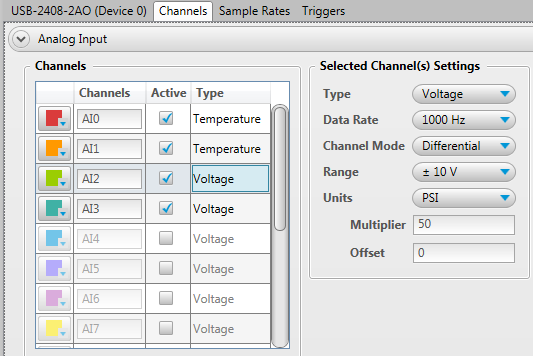 USB-2408-2AO (Device 0) Channels Sample Rates Triggers
Analog Input
Channels
Channels Active Type
AI0 Temperature
AI1 Temperature
AI2 Voltage
AI3 Voltage
AI4 Voltage
AI5 Voltage
AI6 Voltage
AI7 Voltage
Selected Channel(s) Settings
Type Voltage
Data Rate 1000 Hz
Channel Mode Differential
Range ± 10 V
Units PSI
Multiplier 50
Offset 0